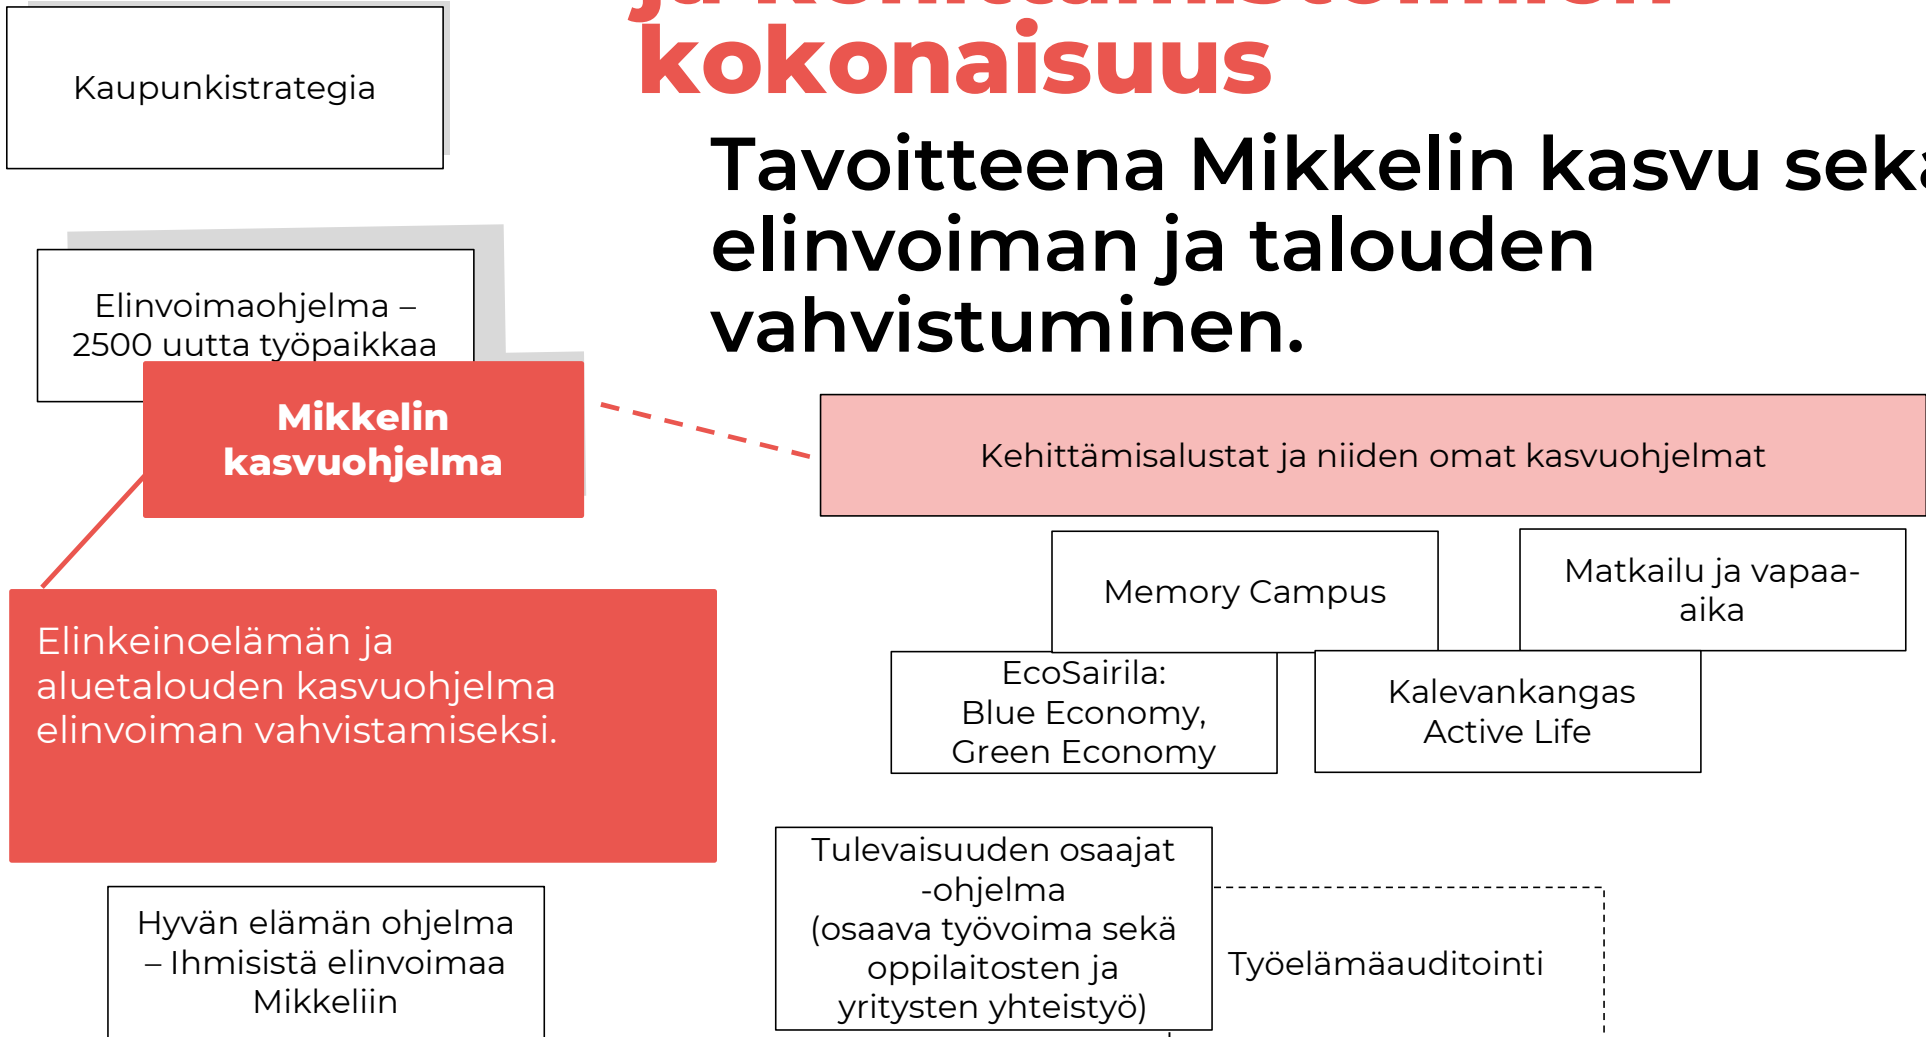 ja kehittämistoimien
kokonaisuus
Tavoitteena Mikkelin kasvu sekä
elinvoiman ja talouden
vahvistuminen.
Kaupunkistrategia
Elinvoimaohjelma –
2500 uutta työpaikkaa
Mikkelin
kasvuohjelma
Kehittämisalustat ja niiden omat kasvuohjelmat
Memory Campus
Matkailu ja vapaa-
aika
EcoSairila:
Blue Economy,
Green Economy
Kalevankangas
Active Life
Elinkeinoelämän ja
aluetalouden kasvuohjelma
elinvoiman vahvistamiseksi.
Tulevaisuuden osaajat
-ohjelma
(osaava työvoima sekä
oppilaitosten ja
yritysten yhteistyö)
Työelämäauditointi
Hyvän elämän ohjelma
– Ihmisistä elinvoimaa
Mikkeliin